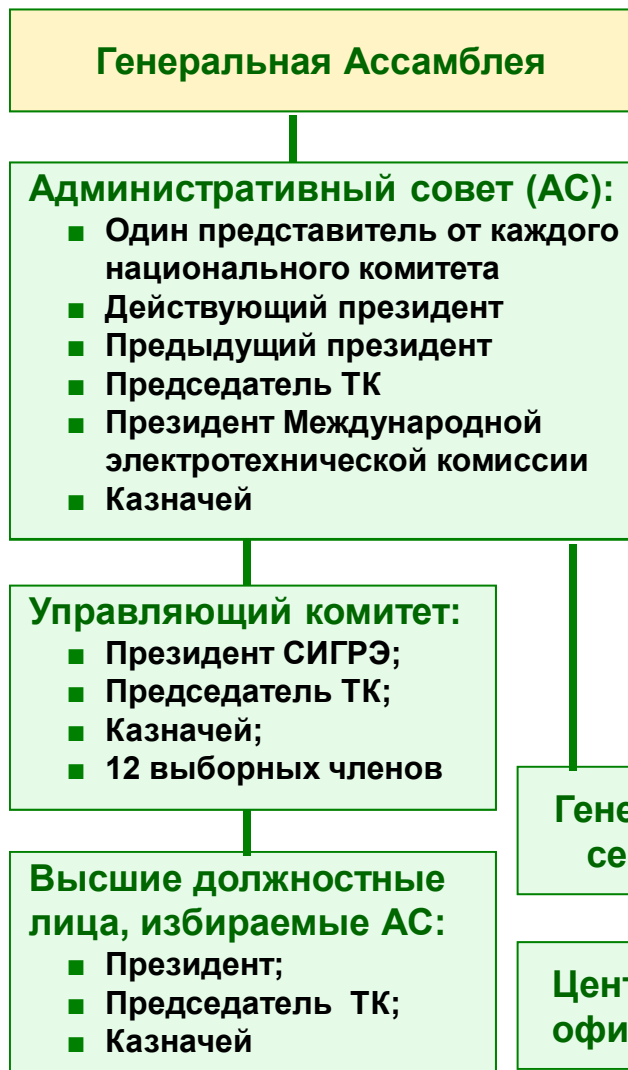 Генеральная Ассамблея
Административный совет (АС):
■ Один представитель от каждого
национального комитета
■ Действующий президент
■ Предыдущий президент
■ Председатель ТК
■ Президент Международной
электротехнической комиссии
■ Казначей
Управляющий комитет:
■ Президент СИГРЭ;
■ Председатель ТК;
■ Казначей;
■ 12 выборных членов
Высшие должностные
лица, избираемые АС:
■ Президент;
■ Председатель ТК;
■ Казначей